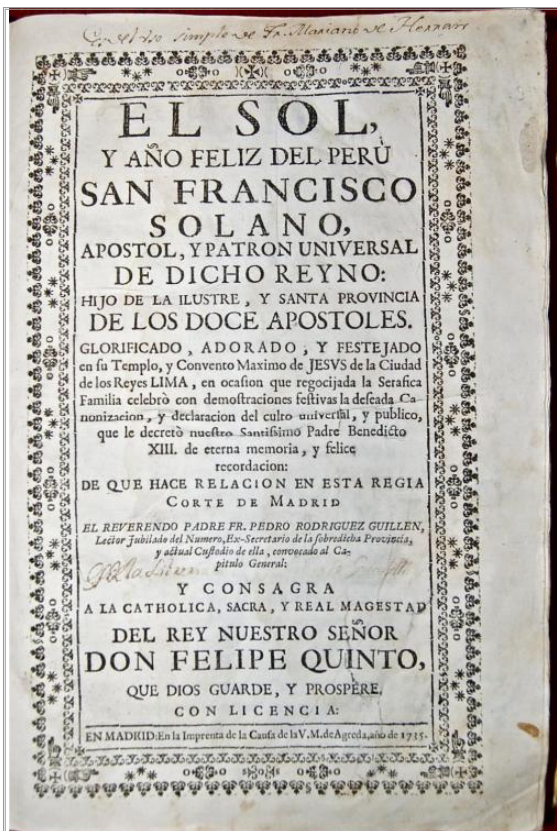 simple de Fr. Mariano de
EL SOL,
Y AÑO FELIZ DEL PERÙ
SAN FRANCISCO
SOLANO,
APOSTOL, Y PATRON UNIVERSAL
DE DICHO REYNO:
HIJO DE LA ILUSTRE, Y SANTA PROVINCIA
DE LOS DOCE APOSTOLES.
GLORIFICADO, ADORADO, Y FESTEJADO
en ſu Templo, y Convento Maximo de JESVS de la Ciudad
de los Reyes LIMA, en ocaſion que regocijada la Serafica
Familia celebrò con demoſtraciones feſtivas la deſeada Ca-
nonizacion, y declaracion del culto univerſal, y publico,
que le decretò nueſtro Santiſsimo Padre Benedicto
XIII. de eterna memoria, y felice
recordacion:
DE QUE HACE RELACION EN ESTA REGIA
CORTE DE MADRID
EL REVERENDO PADRE FR. PEDRO RODRIGUEZ GUILLEN,
Lector Jubilado del Numero, Ex-Secretario de la ſobredicha Provincia,
y actual Cuſtodio de ella, convocado al Ca-
pitulo General:
Y CONSAGRA
A LA CATHOLICA, SACRA, Y REAL MAGESTAD
DEL REY NUESTRO SEÑOR
DON FELIPE QUINTO,
QUE DIOS GUARDE, Y PROSPERE.
CON LICENCIA:
EN MADRID: En la Imprenta de la Cauſa de la V. M. de Agreda, año de 1735.